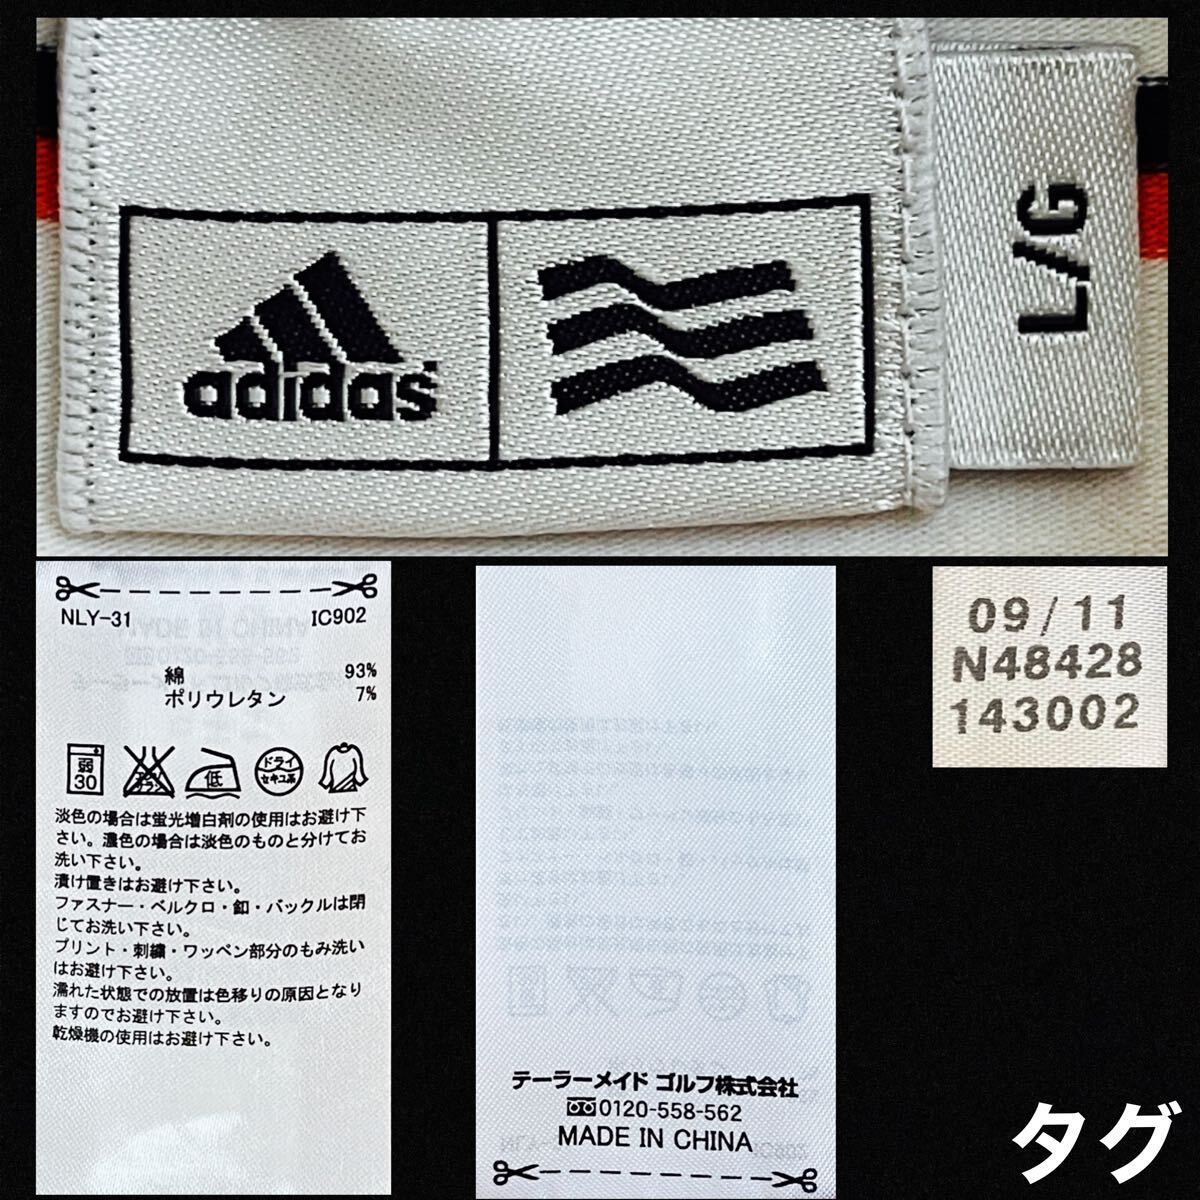 adidas
L/G
NLY-31 IC902
綿 93%
ポリウレタン 7%
弱 30
エンソ サラシ
低
ドライ セキユ系
淡色の場合は蛍光増白剤の使用はお避け下
さい。濃色の場合は淡色のものと分けてお
洗い下さい。
漬け置きはお避け下さい。
ファスナー・ベルクロ・釦・バックルは閉
じてお洗い下さい。
プリント・刺繍・ワッペン部分のもみ洗い
はお避け下さい。
濡れた状態での放置は色移りの原因となり
ますのでお避け下さい。
乾燥機の使用はお避け下さい。
テーラーメイド ゴルフ株式会社
0120-558-562
MADE IN CHINA
09/11
N48428
143002
タグ